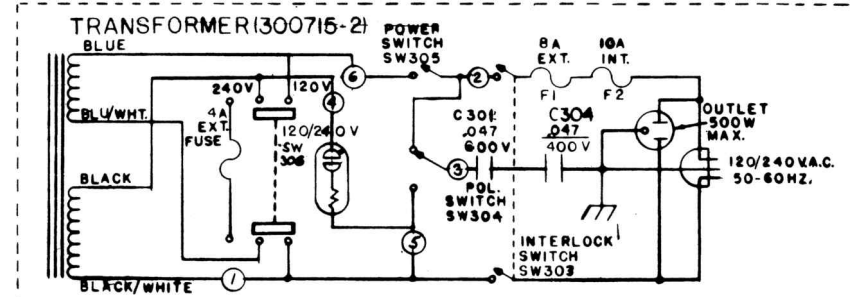 TRANSFORMER(300715-2)
BLUE
BLU/WHT.
BLACK
BLACK/WHITE
240V
120V
4A
EXT.
FUSE
120/240V
SW
306
1
4
5
6
POWER
SWITCH
SW305
2
3
C301
.047
600V
POL.
SWITCH
SW304
C304
.047
400V
8A
EXT.
F1
10A
INT.
F2
OUTLET
500W
MAX.
120/240V.A.C.
50-60HZ.
INTERLOCK
SWITCH
SW303